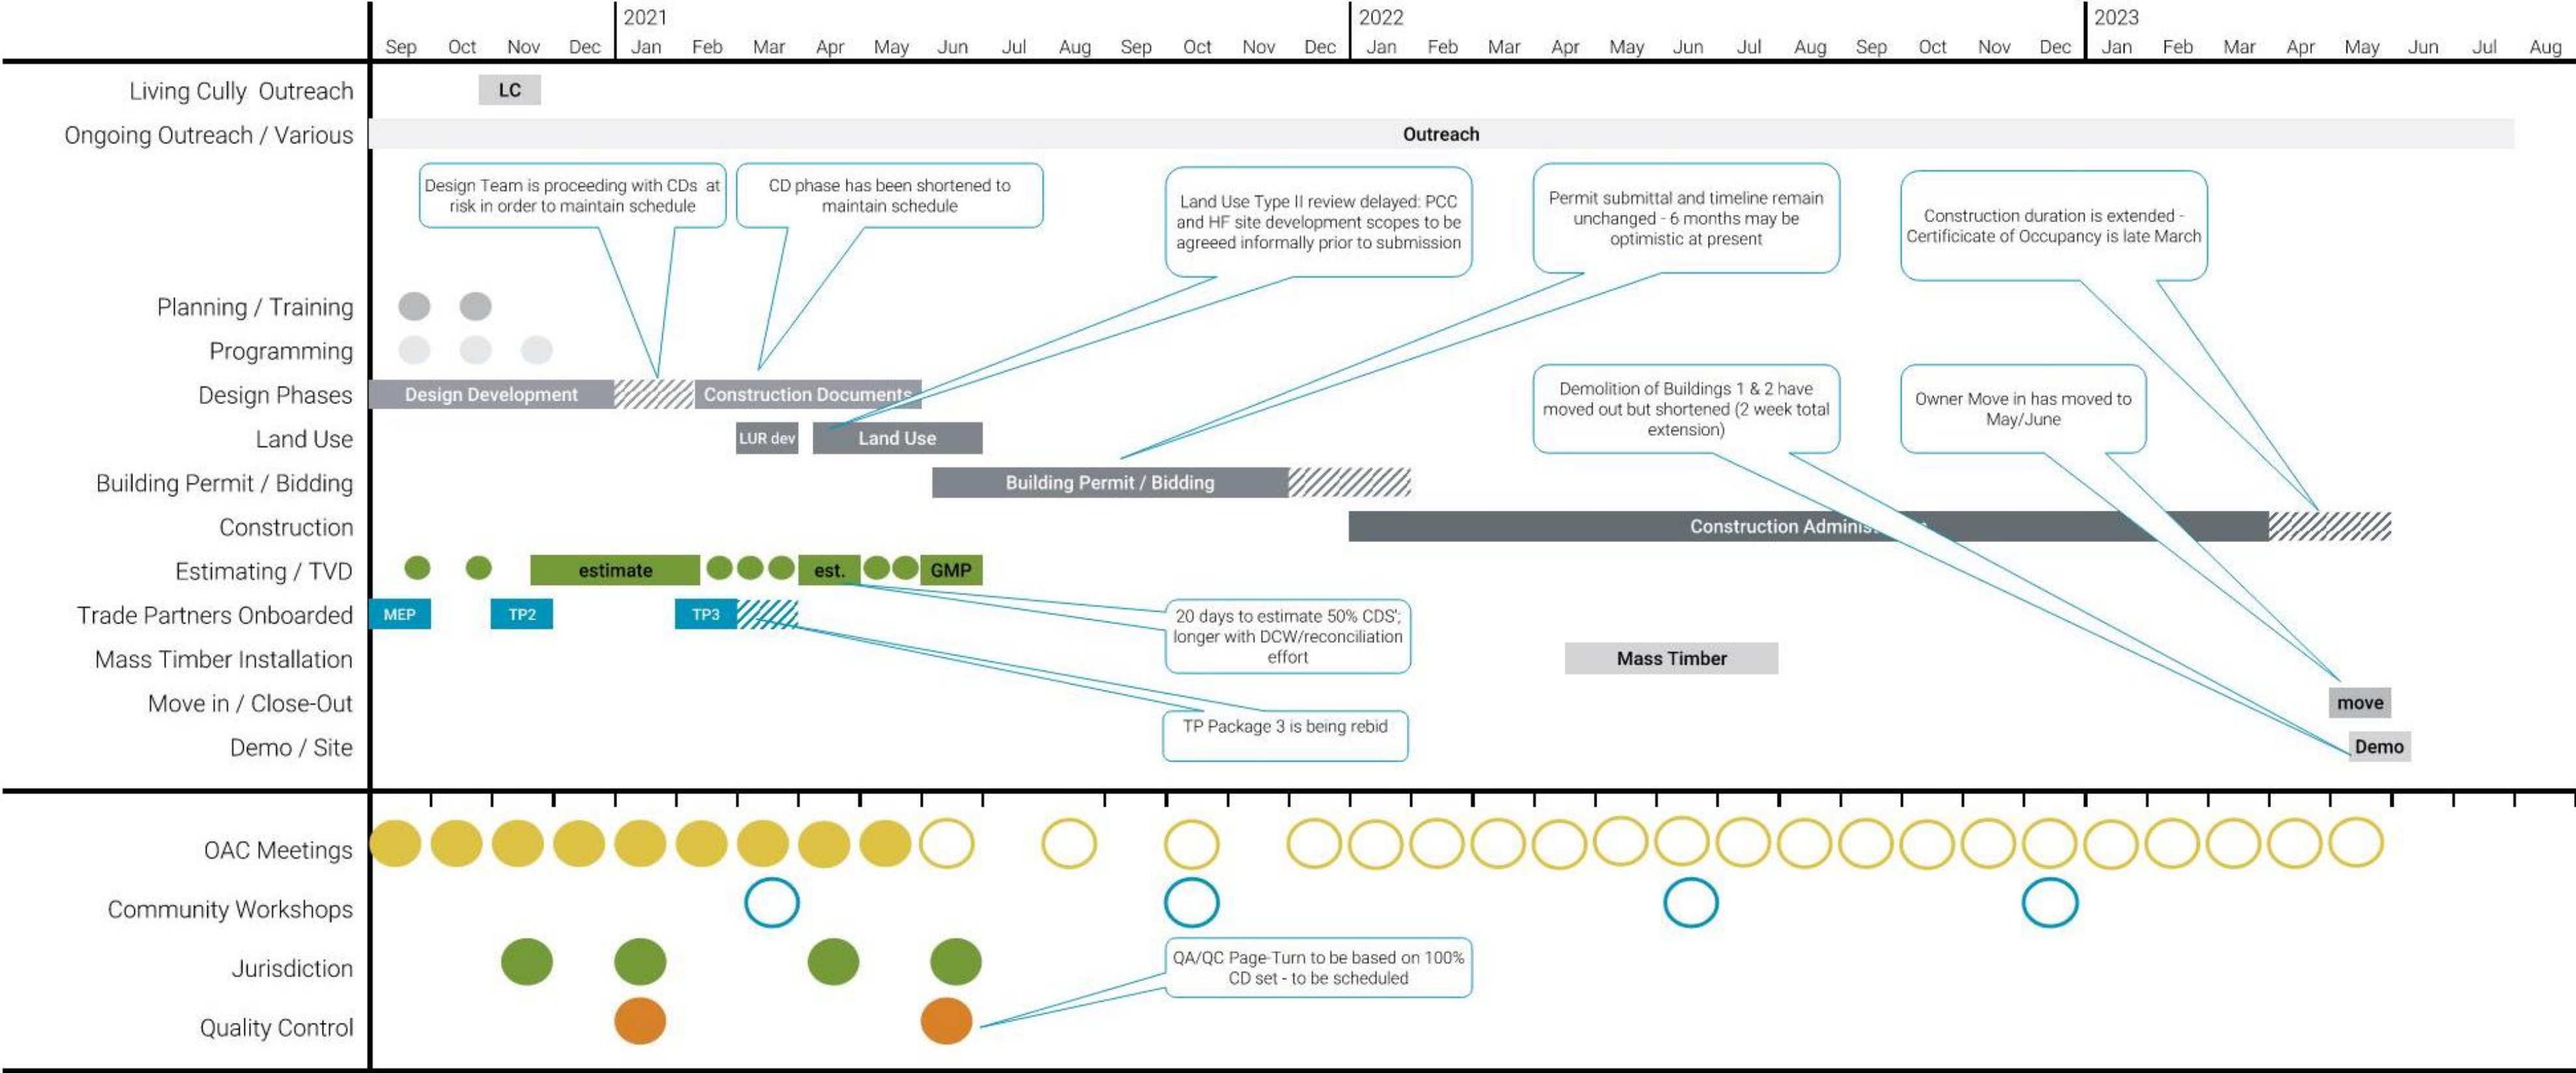 2021 2022 2023
Sep Oct Nov Dec Jan Feb Mar Apr May Jun Jul Aug Sep Oct Nov Dec Jan Feb Mar Apr May Jun Jul Aug Sep Oct Nov Dec Jan Feb Mar Apr May Jun Jul Aug
Living Cully Outreach
LC
Ongoing Outreach / Various
Outreach
Design Team is proceeding with CDs at
risk in order to maintain schedule
CD phase has been shortened to
maintain schedule
Land Use Type II review delayed: PCC
and HF site development scopes to be
agreeed informally prior to submission
Permit submittal and timeline remain
unchanged - 6 months may be
optimistic at present
Construction duration is extended -
Certificicate of Occupancy is late March
Planning / Training
Programming
Design Phases
Design Development
Construction Documents
Demolition of Buildings 1 & 2 have
moved out but shortened (2 week total
extension)
Owner Move in has moved to
May/June
Land Use
LUR dev
Land Use
Building Permit / Bidding
Building Permit / Bidding
Construction
Construction
Estimating / TVD
estimate
est.
GMP
Trade Partners Onboarded
MEP
TP2
TP3
20 days to estimate 50% CDS';
longer with DCW/reconciliation
effort
Mass Timber Installation
Mass Timber
Move in / Close-Out
move
TP Package 3 is being rebid
Demo / Site
Demo
OAC Meetings
Community Workshops
Jurisdiction
QA/QC Page-Turn to be based on 100%
CD set - to be scheduled
Quality Control